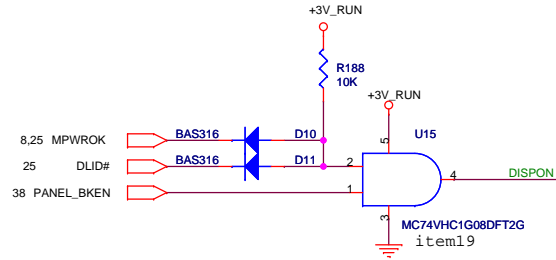 +3V_RUN
R188
10K
+3V_RUN
U15
8,25 MPWROK BAS316 D10
5
25 DLID# BAS316 D11 2
4 DISPON
38 PANEL_BKEN 1
3
MC74VHC1G08DFT2G
item19